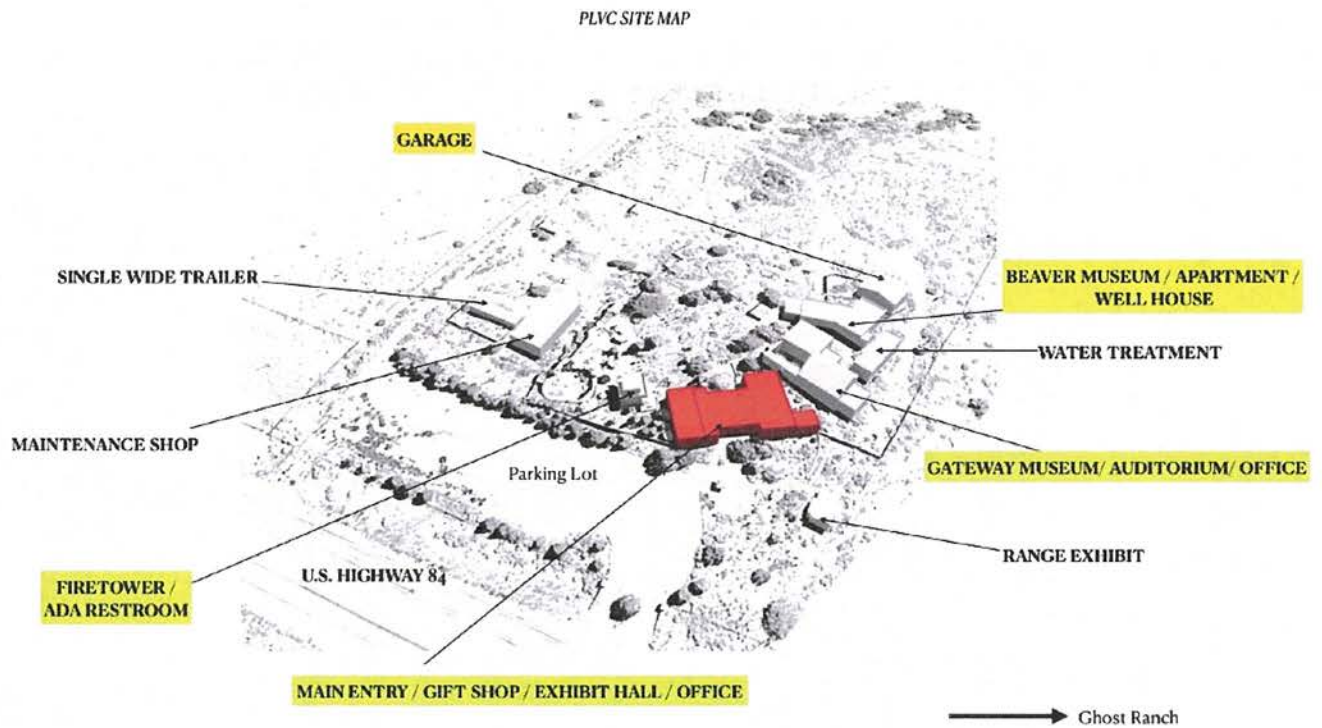 PLVC SITE MAP
GARAGE
SINGLE WIDE TRAILER
BEAVER MUSEUM / APARTMENT /
WELL HOUSE
WATER TREATMENT
MAINTENANCE SHOP
Parking Lot
GATEWAY MUSEUM/ AUDITORIUM/ OFFICE
RANGE EXHIBIT
U.S. HIGHWAY 84
FIRETOWER /
ADA RESTROOM
MAIN ENTRY / GIFT SHOP / EXHIBIT HALL / OFFICE
Ghost Ranch